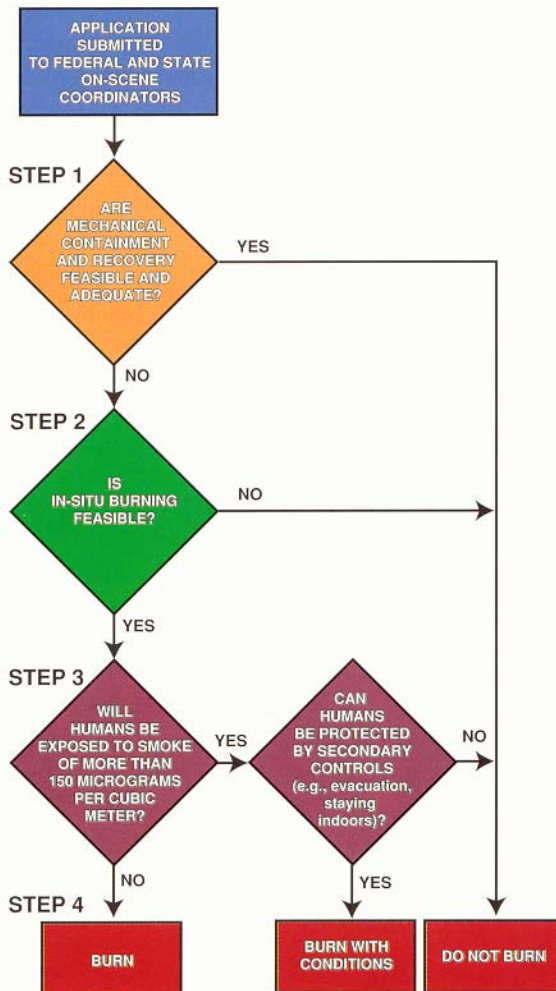 APPLICATION
SUBMITTED
TO FEDERAL AND STATE
ON-SCENE
COORDINATORS
STEP 1
ARE
MECHANICAL
CONTAINMENT
AND RECOVERY
FEASIBLE AND
ADEQUATE?
YES
NO
STEP 2
IS
IN-SITU BURNING
FEASIBLE?
NO
YES
STEP 3
WILL
HUMANS BE
EXPOSED TO SMOKE
OF MORE THAN
150 MICROGRAMS
PER CUBIC
METER?
YES
CAN
HUMANS
BE PROTECTED
BY SECONDARY
CONTROLS
(e.g., evacuation,
staying
indoors)?
NO
NO
YES
STEP 4
BURN
BURN WITH
CONDITIONS
DO NOT BURN